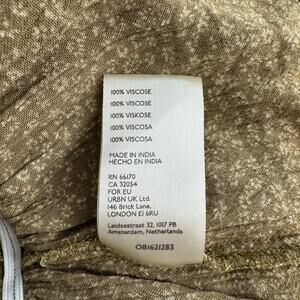 100% VISCOSE
100% VISCOSE
100% VISKOSE
100% VISCOSA
100% VISCOSA
MADE IN INDIA
HECHO EN INDIA
RN 66170
CA 32054
FOR EU
URBN UK Ltd.
146 Brick Lane,
LONDON E1 6RU
Leidsestraat 32, 1017 PB
Amsterdam, Netherlands
OB1621283